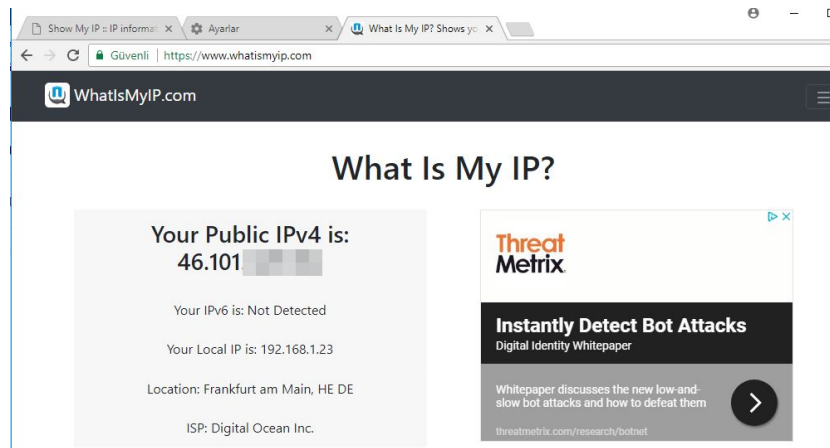 Show My IP :: IP informa
Ayarlar
What Is My IP? Shows yo
Güvenli
https://www.whatismyip.com
WhatIsMyIP.com
What Is My IP?
Your Public IPv4 is:
46.101.
Your IPv6 is: Not Detected
Your Local IP is: 192.168.1.23
Location: Frankfurt am Main, HE DE
ISP: Digital Ocean Inc.
Threat
Metrix
Instantly Detect Bot Attacks
Digital Identity Whitepaper
Whitepaper discusses the new low-and-
slow bot attacks and how to defeat them
threatmetrix.com/research/botnet